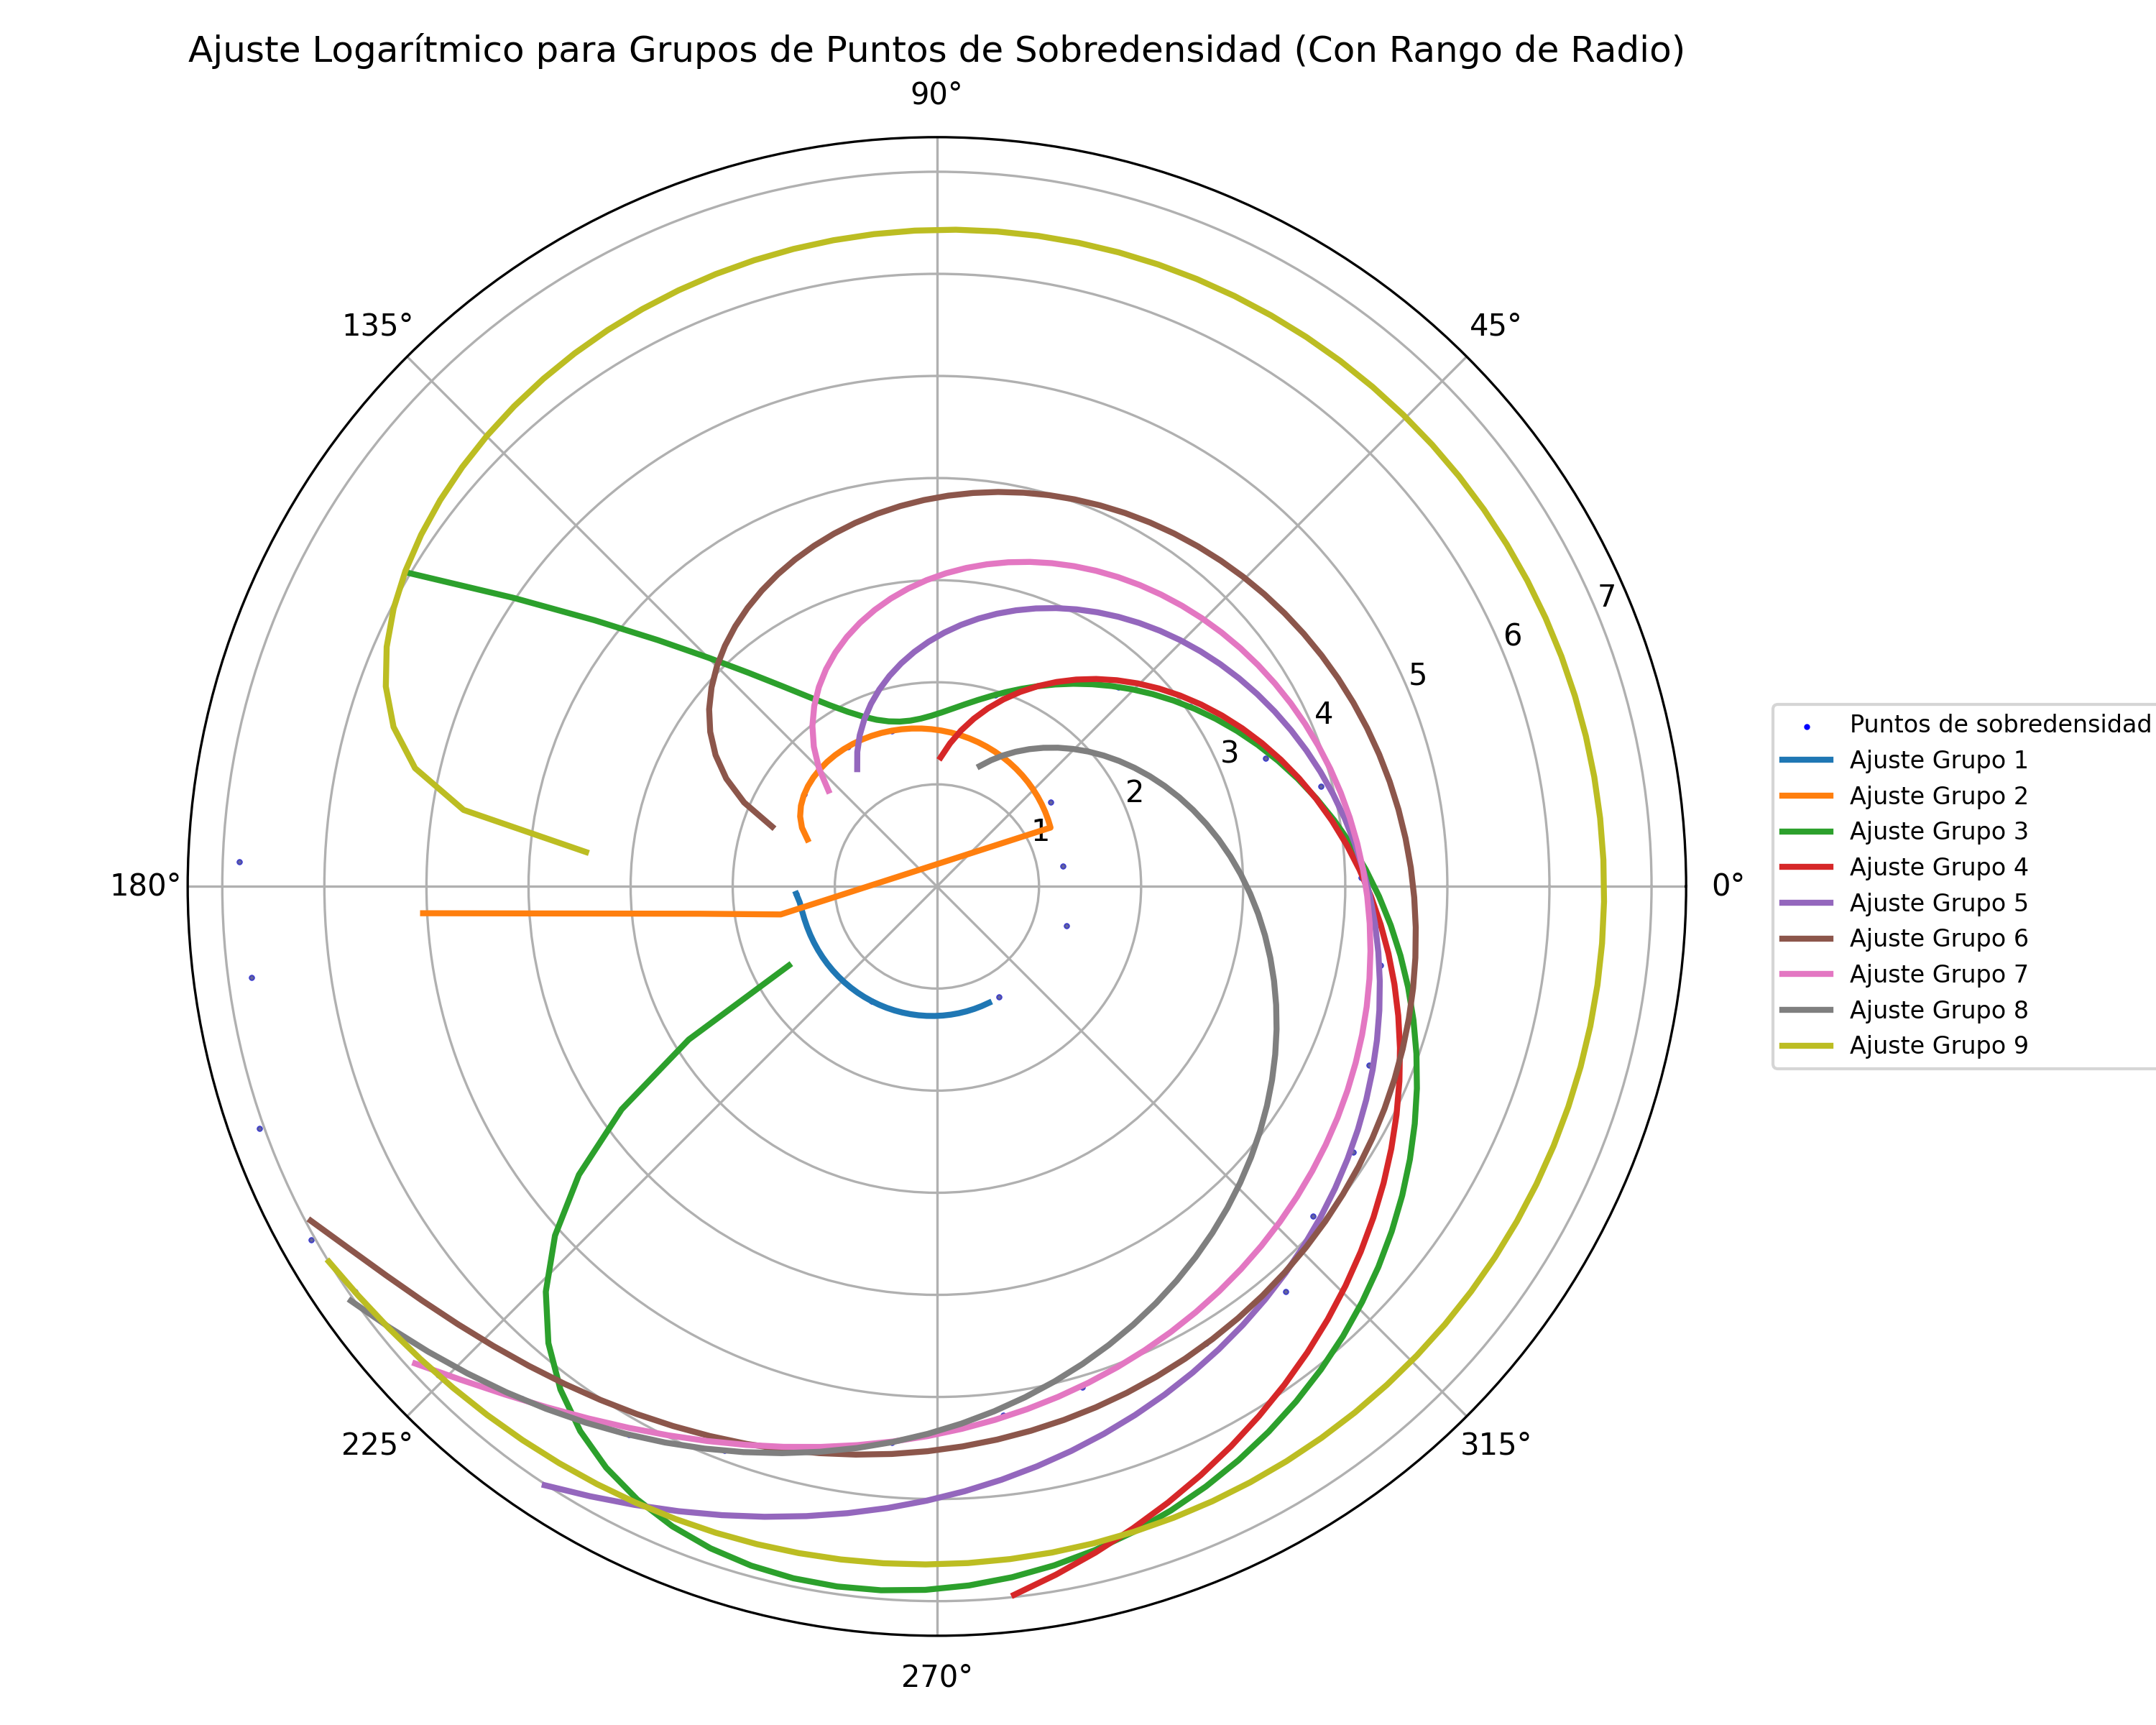 Ajuste Logarítmico para Grupos de Puntos de Sobredensidad (Con Rango de Radio)
90°
135°
45°
7
6
5
4
3
2
1
180°
0°
225°
315°
270°
Puntos de sobredensidad
Ajuste Grupo 1
Ajuste Grupo 2
Ajuste Grupo 3
Ajuste Grupo 4
Ajuste Grupo 5
Ajuste Grupo 6
Ajuste Grupo 7
Ajuste Grupo 8
Ajuste Grupo 9